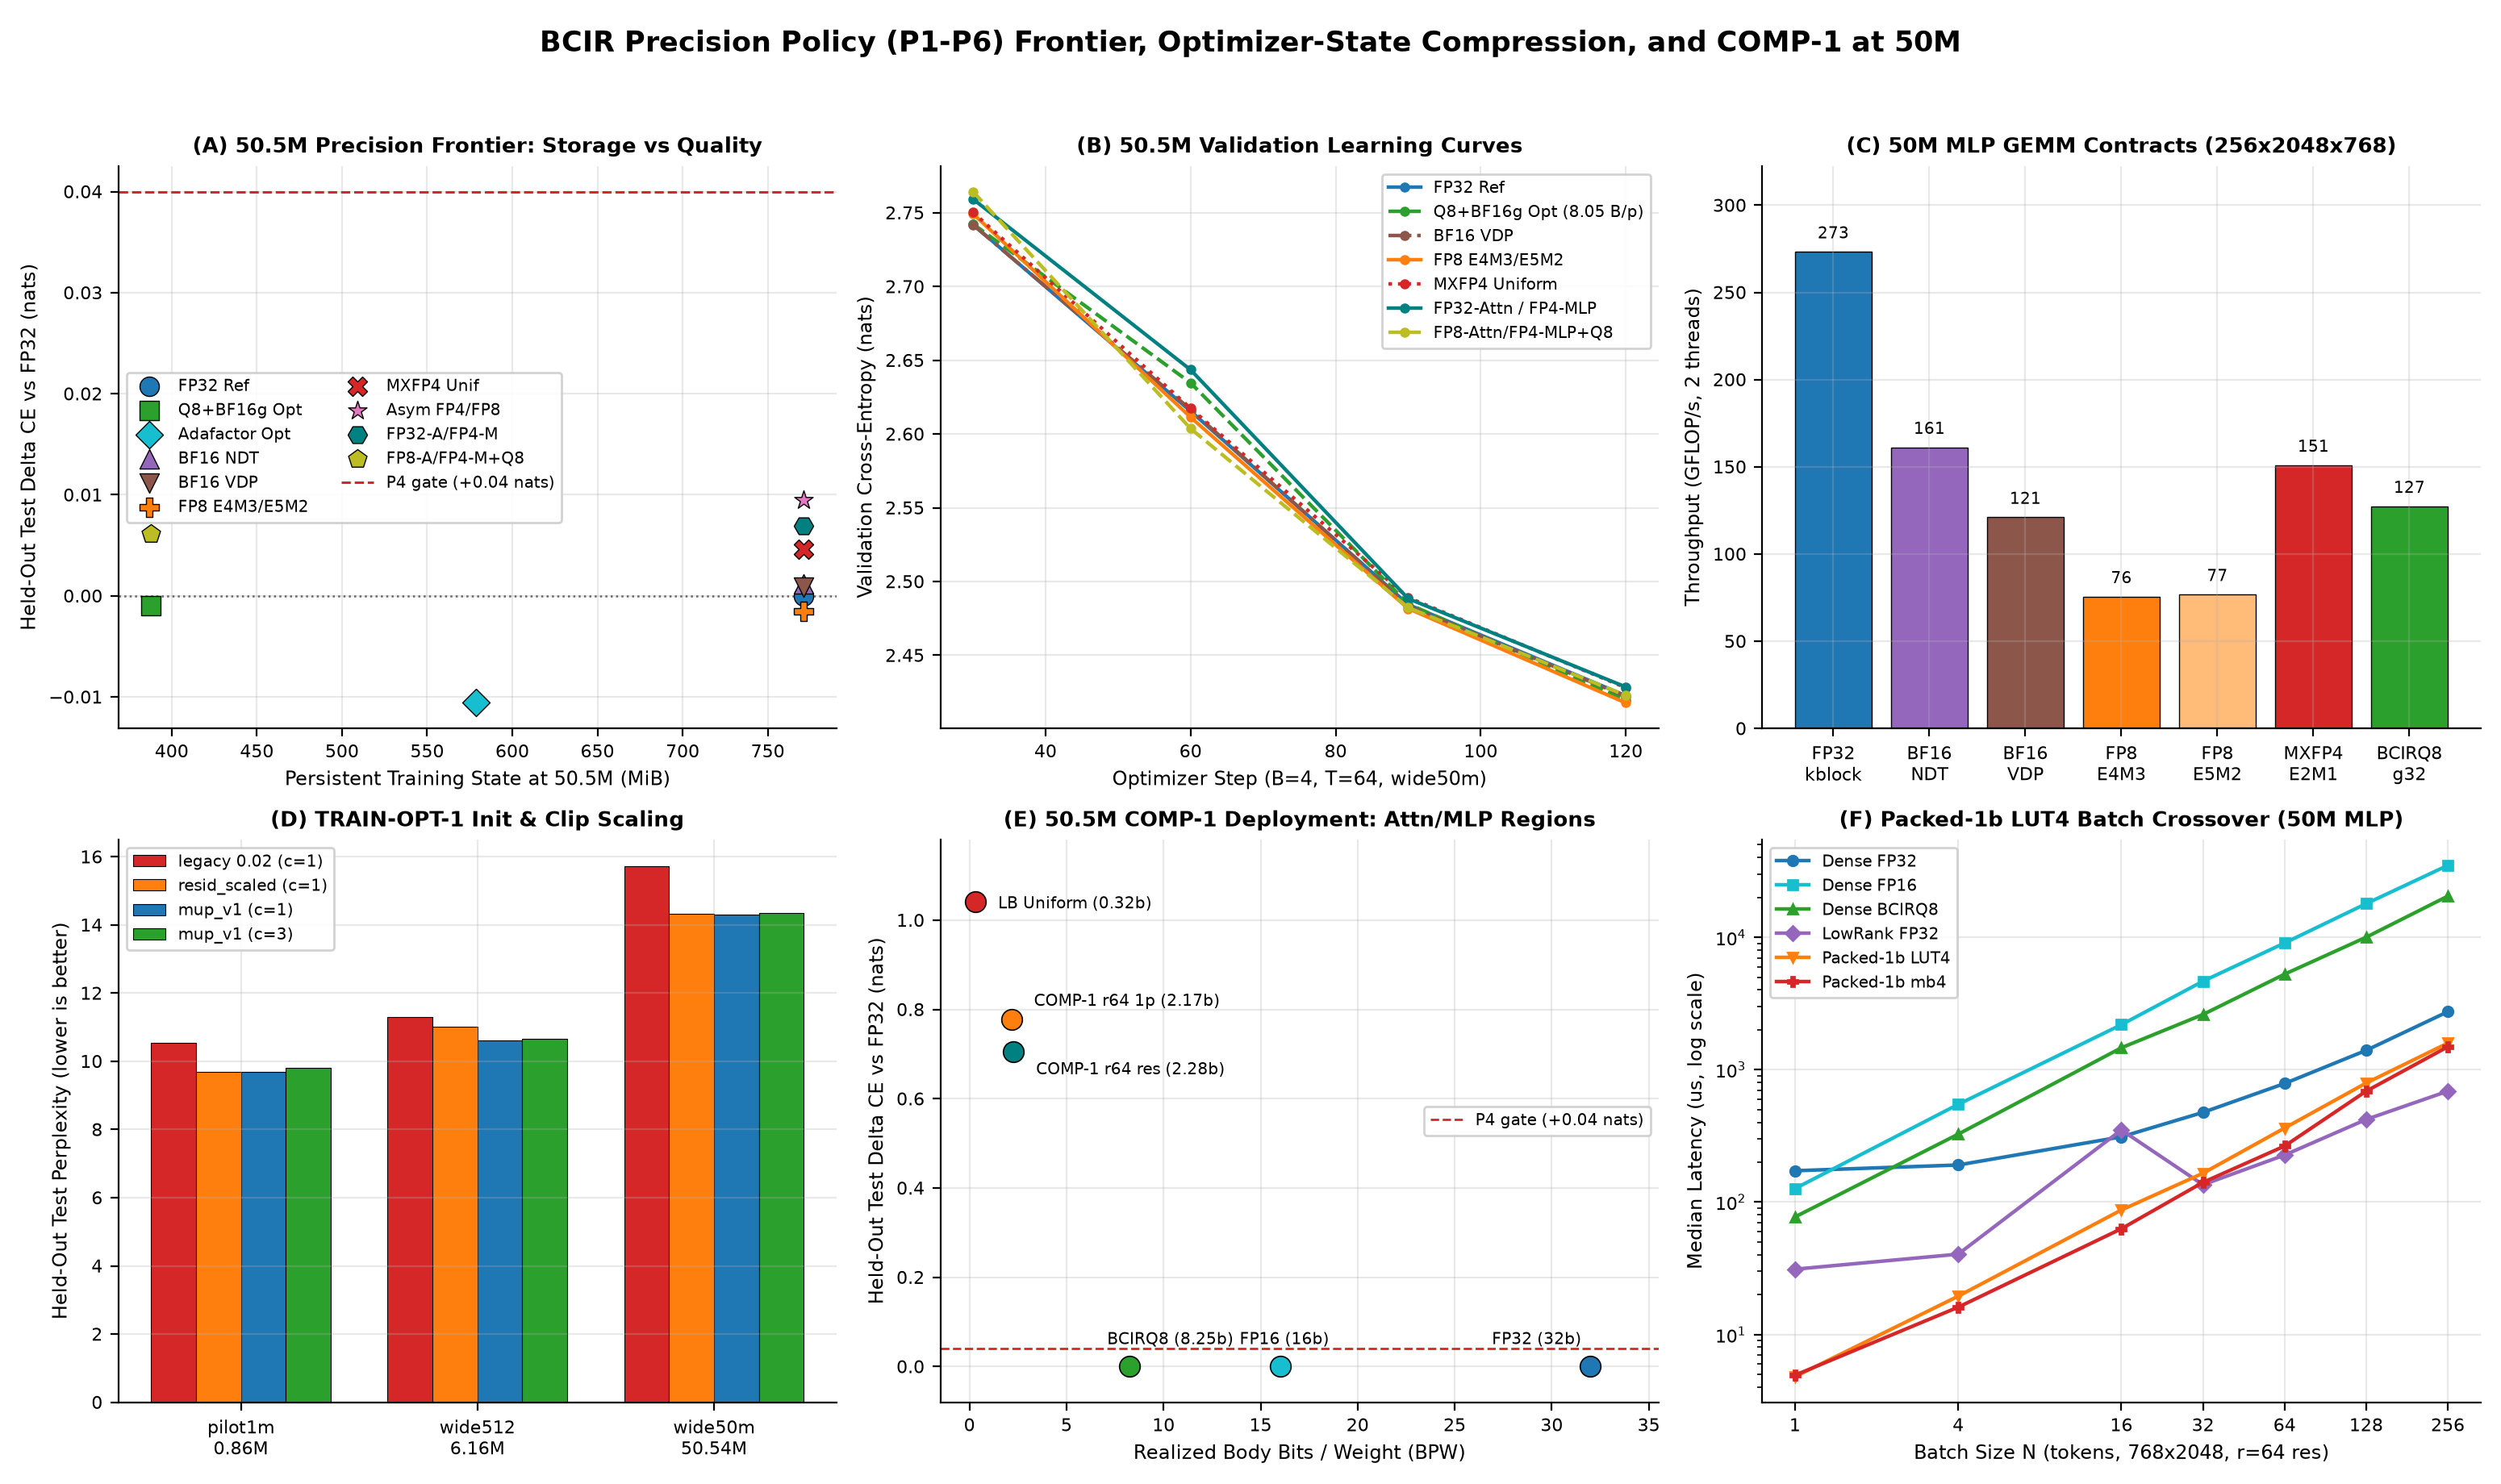 BCIR Precision Policy (P1-P6) Frontier, Optimizer-State Compression, and COMP-1 at 50M
(A) 50.5M Precision Frontier: Storage vs Quality
Held-Out Test Delta CE vs FP32 (nats)
0.04
0.03
0.02
0.01
0.00
−0.01
FP32 Ref
Q8+BF16g Opt
Adafactor Opt
BF16 NDT
BF16 VDP
FP8 E4M3/E5M2
MXFP4 Unif
Asym FP4/FP8
FP32-A/FP4-M
FP8-A/FP4-M+Q8
P4 gate (+0.04 nats)
400 450 500 550 600 650 700 750
Persistent Training State at 50.5M (MiB)
(B) 50.5M Validation Learning Curves
Validation Cross-Entropy (nats)
2.75
2.70
2.65
2.60
2.55
2.50
2.45
FP32 Ref
Q8+BF16g Opt (8.05 B/p)
BF16 VDP
FP8 E4M3/E5M2
MXFP4 Uniform
FP32-Attn / FP4-MLP
FP8-Attn/FP4-MLP+Q8
40 60 80 100 120
Optimizer Step (B=4, T=64, wide50m)
(C) 50M MLP GEMM Contracts (256x2048x768)
Throughput (GFLOP/s, 2 threads)
300
250
200
150
100
50
0
273
161
121
76
77
151
127
FP32 kblock
BF16 NDT
BF16 VDP
FP8 E4M3
FP8 E5M2
MXFP4 E2M1
BCIRQ8 g32
(D) TRAIN-OPT-1 Init & Clip Scaling
Held-Out Test Perplexity (lower is better)
16
14
12
10
8
6
4
2
0
legacy 0.02 (c=1)
resid_scaled (c=1)
mup_v1 (c=1)
mup_v1 (c=3)
pilot1m 0.86M
wide512 6.16M
wide50m 50.54M
(E) 50.5M COMP-1 Deployment: Attn/MLP Regions
Held-Out Test Delta CE vs FP32 (nats)
1.0
0.8
0.6
0.4
0.2
0.0
LB Uniform (0.32b)
COMP-1 r64 1p (2.17b)
COMP-1 r64 res (2.28b)
P4 gate (+0.04 nats)
BCIRQ8 (8.25b)
FP16 (16b)
FP32 (32b)
0 5 10 15 20 25 30 35
Realized Body Bits / Weight (BPW)
(F) Packed-1b LUT4 Batch Crossover (50M MLP)
Median Latency (us, log scale)
10⁴
10³
10²
10¹
Dense FP32
Dense FP16
Dense BCIRQ8
LowRank FP32
Packed-1b LUT4
Packed-1b mb4
1 4 16 32 64 128 256
Batch Size N (tokens, 768x2048, r=64 res)